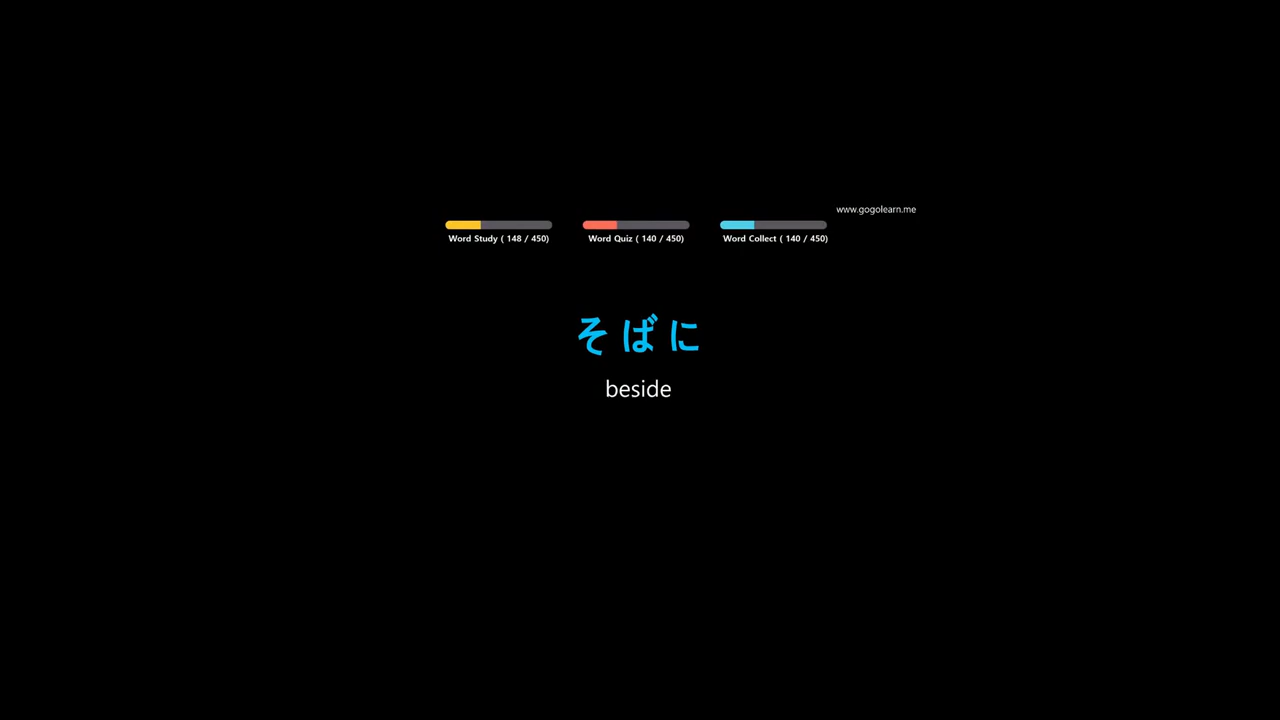 www.gogolearn.me
Word Study ( 148 / 450)
Word Quiz ( 140 / 450)
Word Collect ( 140 / 450)
そばに
beside